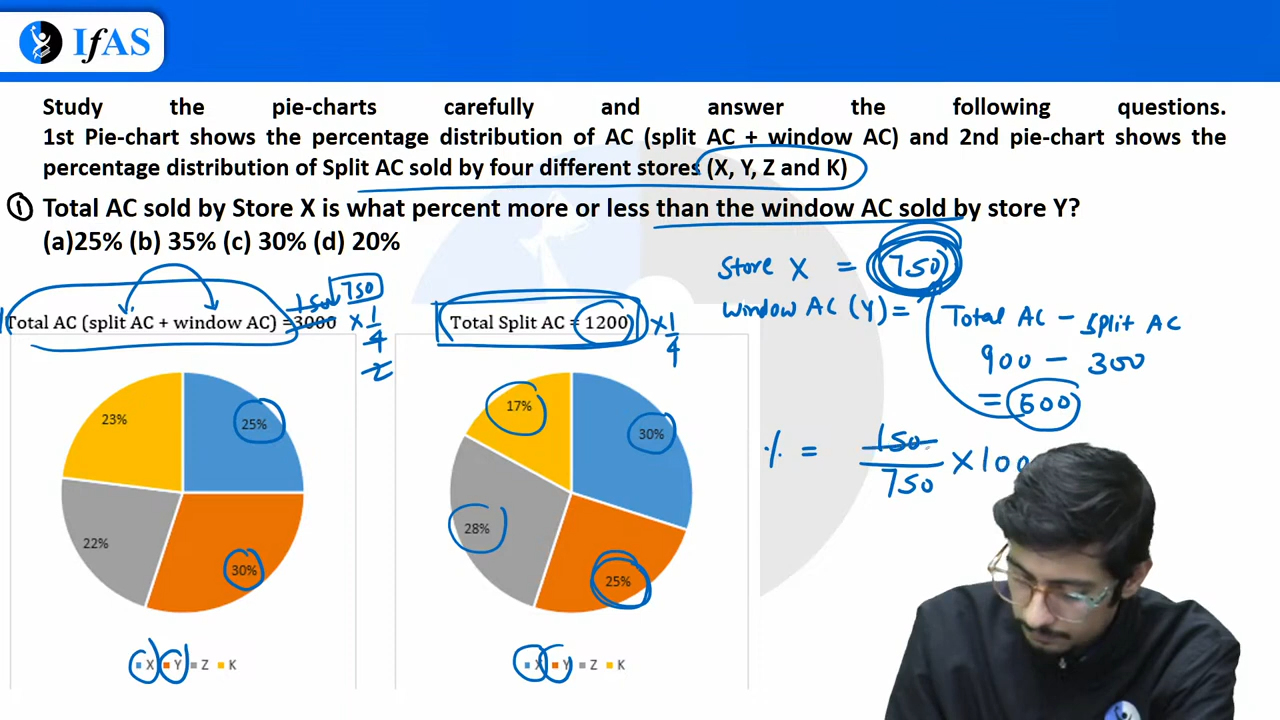 IfAS
Study the pie-charts carefully and answer the following questions.
1st Pie-chart shows the percentage distribution of AC (split AC + window AC) and 2nd pie-chart shows the
percentage distribution of Split AC sold by four different stores (X, Y, Z and K)
① Total AC sold by Store X is what percent more or less than the window AC sold by store Y?
(a)25% (b) 35% (c) 30% (d) 20%
Store X = 750
Window AC (Y) = Total AC - Split AC
900 - 300
= 600
% = 150/750 × 100
150 750
Total AC (split AC + window AC) =3000 × 1/4
Total Split AC = 1200 × 1/4
23%
25%
22%
30%
X Y Z K
17%
30%
28%
25%
X Y Z K